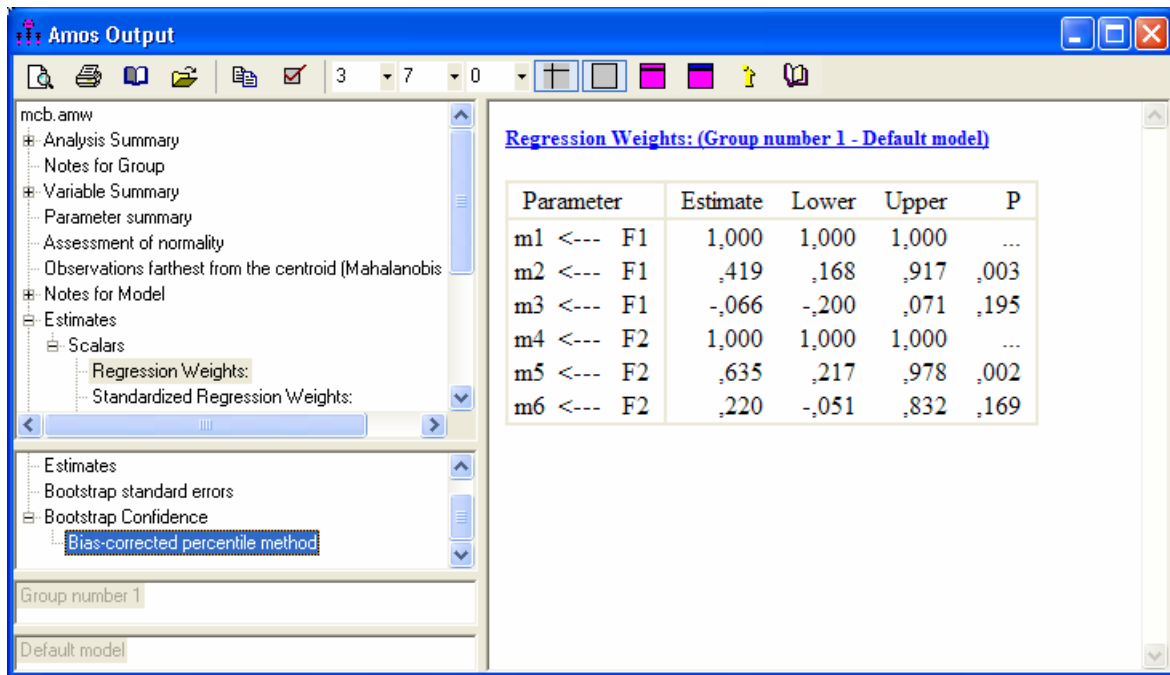 Amos Output
3 7 0
mcb.amw
Analysis Summary
Notes for Group
Variable Summary
Parameter summary
Assessment of normality
Observations farthest from the centroid (Mahalanobis
Notes for Model
Estimates
Scalars
Regression Weights:
Standardized Regression Weights:
Estimates
Bootstrap standard errors
Bootstrap Confidence
Bias-corrected percentile method
Group number 1
Default model
Regression Weights: (Group number 1 - Default model)
Parameter Estimate Lower Upper P
m1 <--- F1 1,000 1,000 1,000 ...
m2 <--- F1 ,419 ,168 ,917 ,003
m3 <--- F1 -,066 -,200 ,071 ,195
m4 <--- F2 1,000 1,000 1,000 ...
m5 <--- F2 ,635 ,217 ,978 ,002
m6 <--- F2 ,220 -,051 ,832 ,169